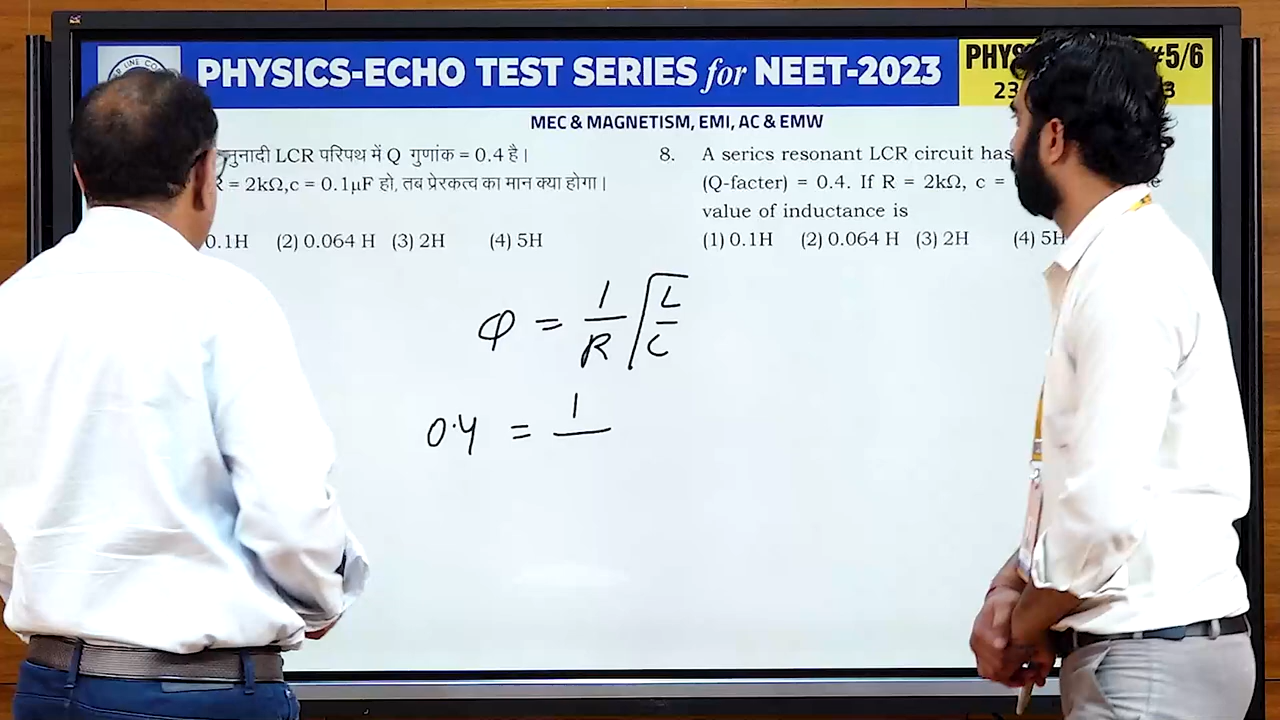 PHYSICS-ECHO TEST SERIES for NEET-2023
#5/6
23
3
MEC & MAGNETISM, EMI, AC & EMW
LCR परिपथ में Q गुणांक = 0.4 है।
= 2kΩ,c = 0.1μF हो, तब प्रेरकत्व का मान क्या होगा।
0.1H (2) 0.064 H (3) 2H (4) 5H
8. A serics resonant LCR circuit has
(Q-facter) = 0.4. If R = 2kΩ, c =
value of inductance is
(1) 0.1H (2) 0.064 H (3) 2H (4) 5H
Q = 1/R √L/C
0.4 = 1